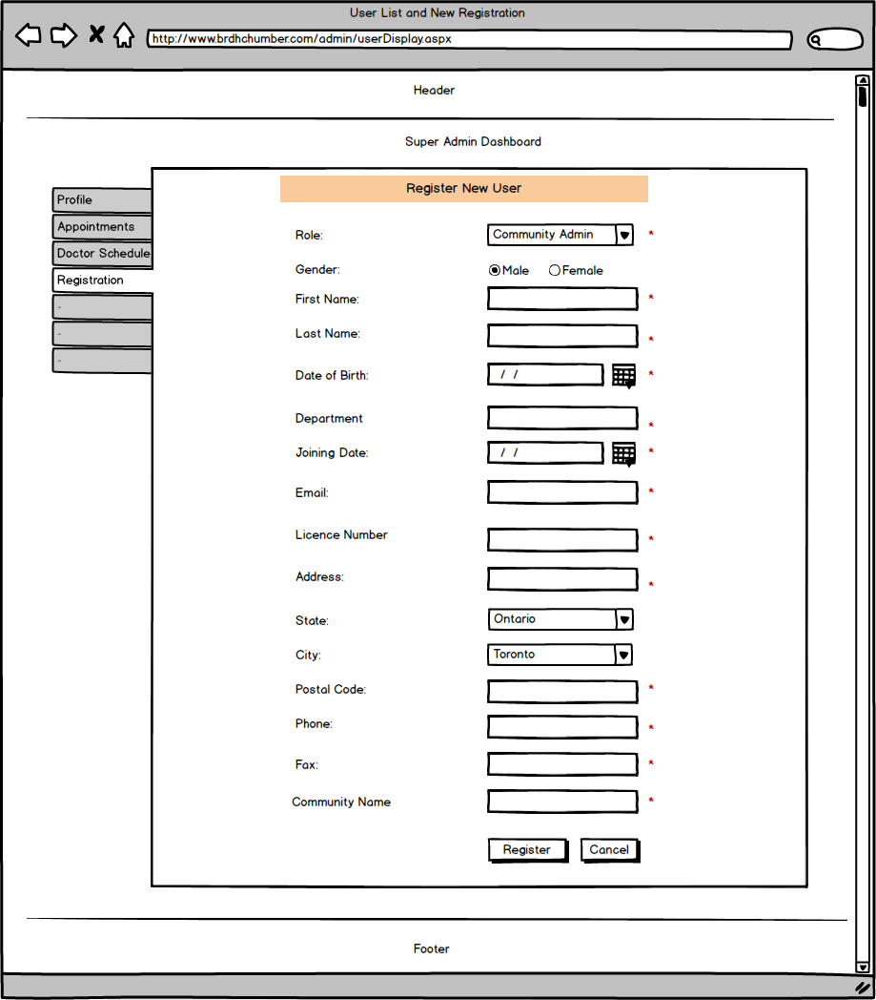 User List and New Registration
http://www.brdhchumber.com/admin/userDisplay.aspx
Header
Super Admin Dashboard
Profile
Appointments
Doctor Schedule
Registration
-
-
-
Register New User
Role: Community Admin *
Gender: Male Female
First Name: *
Last Name: *
Date of Birth: / / *
Department *
Joining Date: / / *
Email: *
Licence Number *
Address: *
State: Ontario
City: Toronto
Postal Code: *
Phone: *
Fax: *
Community Name *
Register Cancel
Footer